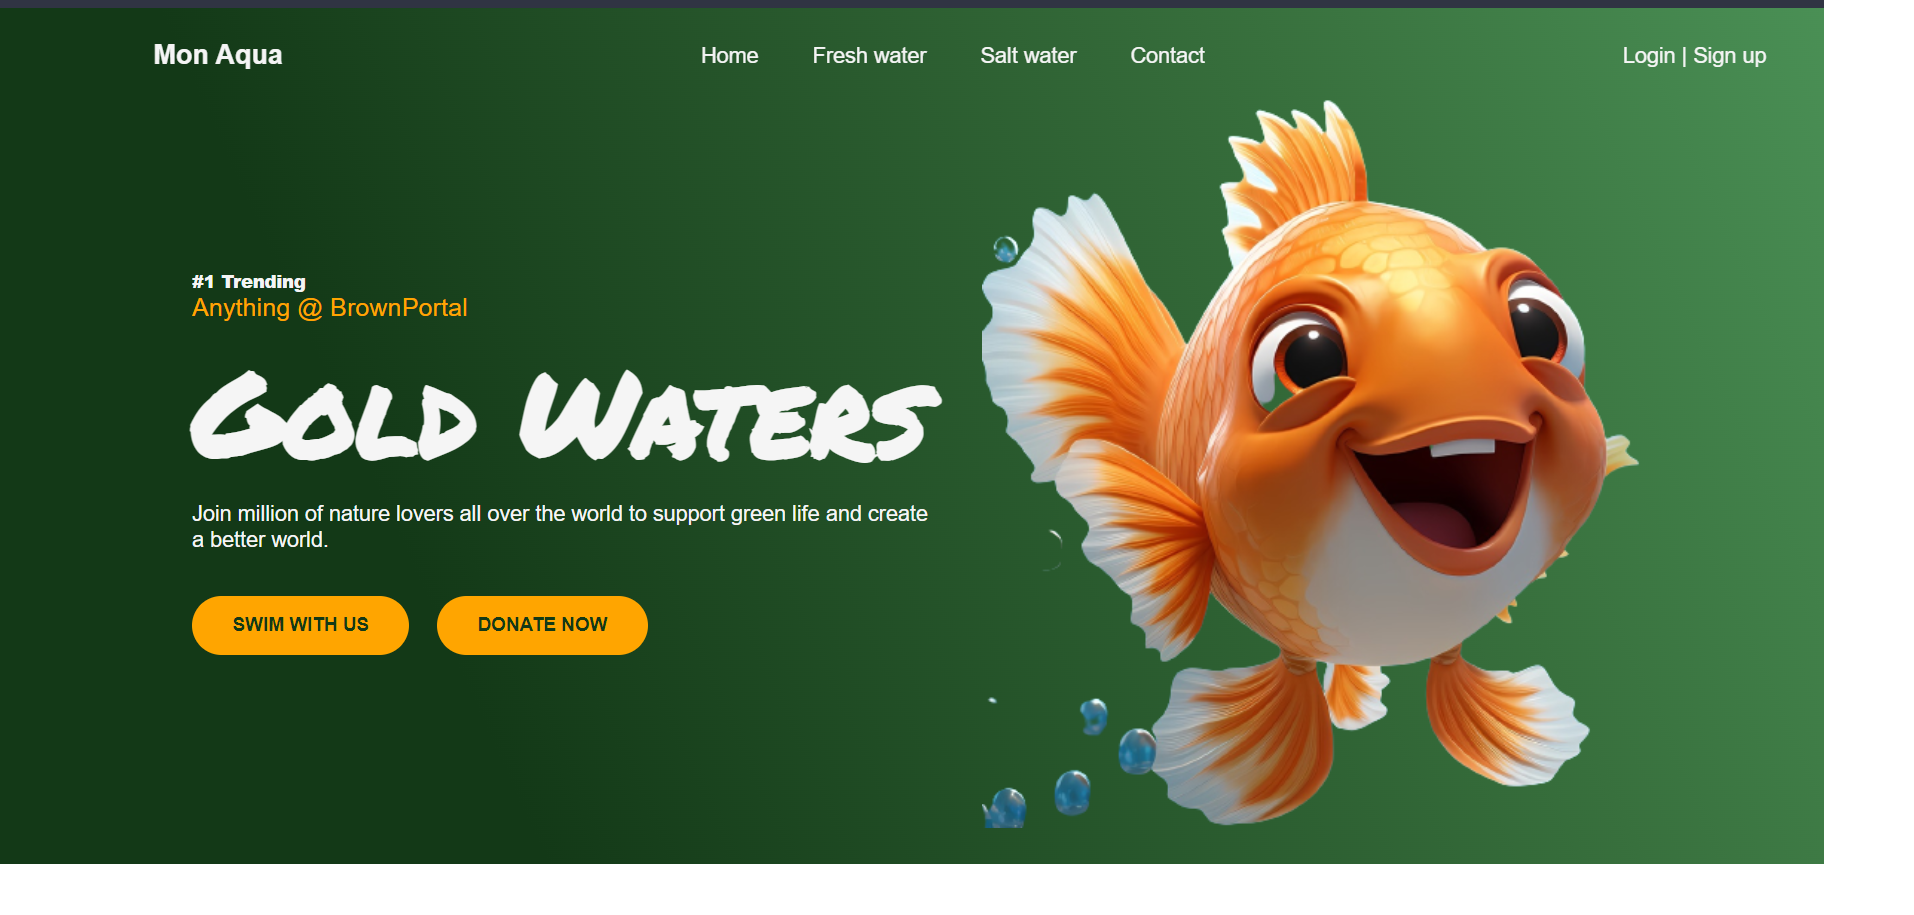 Mon Aqua
Home Fresh water Salt water Contact
Login | Sign up
#1 Trending
Anything @ BrownPortal
Gold Waters
Join million of nature lovers all over the world to support green life and create
a better world.
SWIM WITH US DONATE NOW